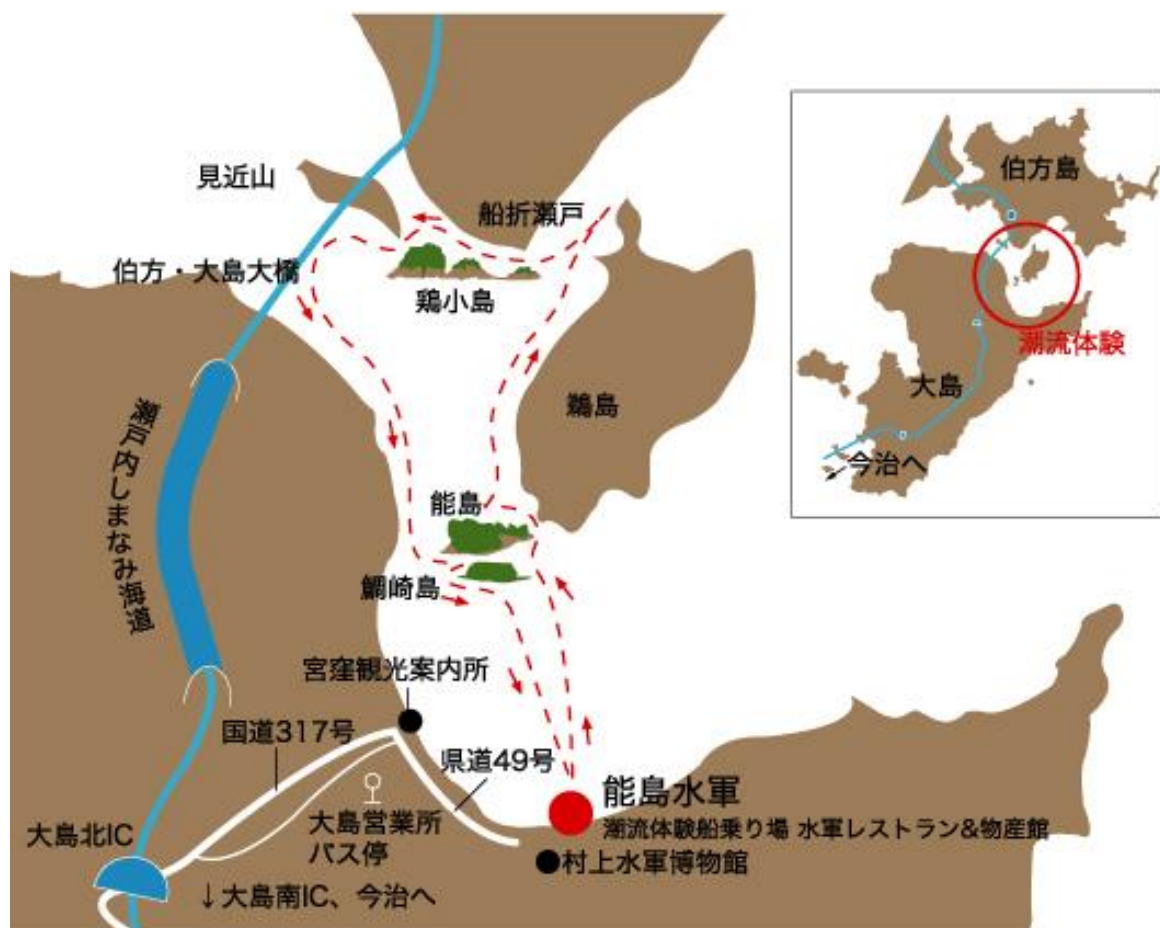 見近山
船折瀬戸
伯方・大島大橋
鶏小島
鵜島
瀬戸内しまなみ海道
能島
鯛崎島
宮窪観光案内所
国道317号
県道49号
大島営業所
バス停
大島北IC
↓大島南IC、今治へ
能島水軍
潮流体験船乗り場 水軍レストラン&物産館
村上水軍博物館
伯方島
潮流体験
大島
今治へ